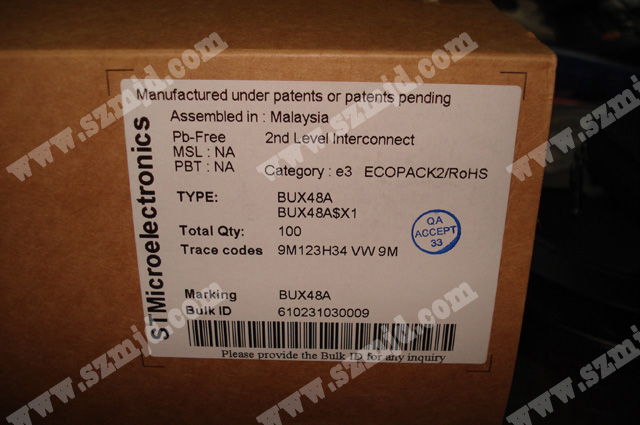 Manufactured under patents or patents pending
Assembled in : Malaysia
Pb-Free 2nd Level Interconnect
MSL : NA
PBT : NA Category : e3 ECOPACK2/RoHS
TYPE: BUX48A
BUX48A$X1
Total Qty: 100
Trace codes 9M123H34 VW 9M
Marking BUX48A
Bulk ID 610231030009
Please provide the Bulk ID for any inquiry
STMicroelectronics
QA
ACCEPT
33
www.szmjd.com
www.szmjd.com
www.szmjd.com
www.szmjd.com
www.szmjd.com
www.szmjd.com
www.szmjd.com